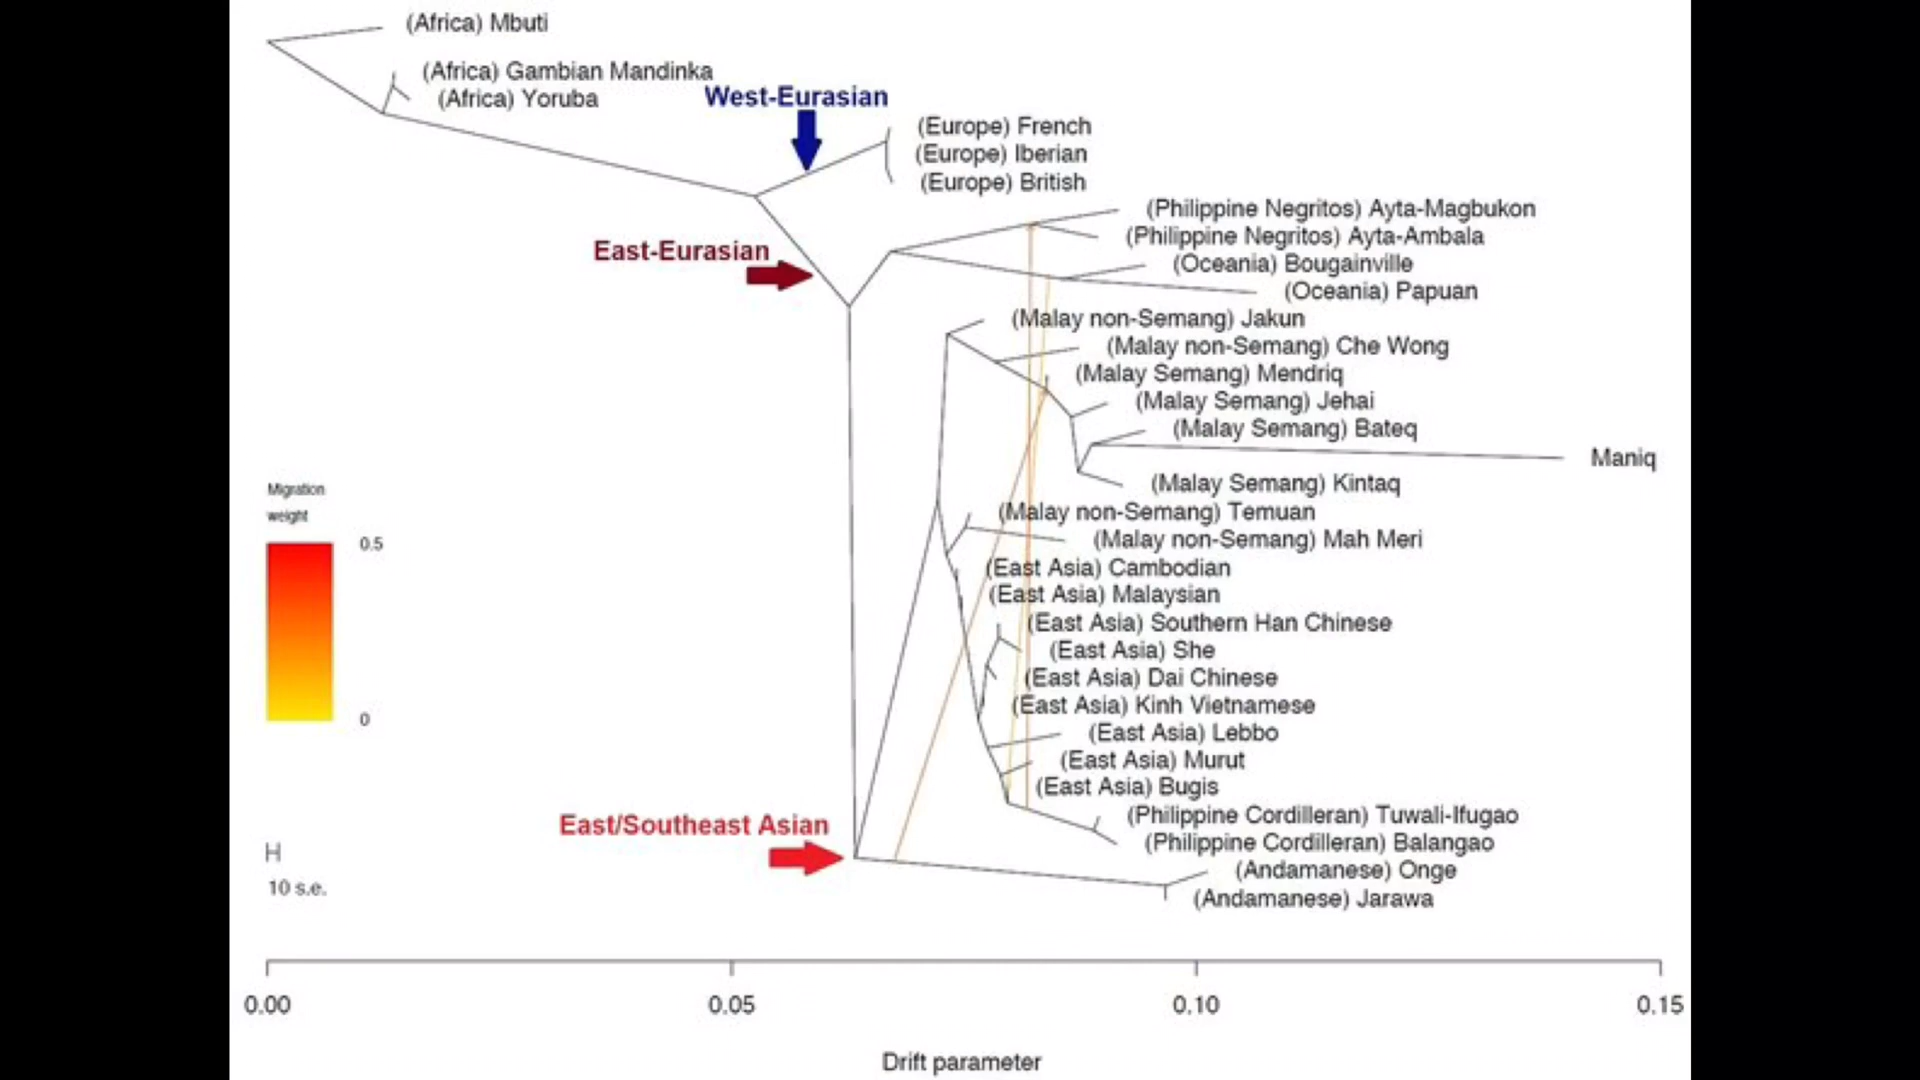 (Africa) Mbuti
(Africa) Gambian Mandinka
(Africa) Yoruba
West-Eurasian
(Europe) French
(Europe) Iberian
(Europe) British
(Philippine Negritos) Ayta-Magbukon
(Philippine Negritos) Ayta-Ambala
East-Eurasian
(Oceania) Bougainville
(Oceania) Papuan
(Malay non-Semang) Jakun
(Malay non-Semang) Che Wong
(Malay Semang) Mendriq
(Malay Semang) Jehai
(Malay Semang) Bateq
Maniq
(Malay Semang) Kintaq
(Malay non-Semang) Temuan
(Malay non-Semang) Mah Meri
(East Asia) Cambodian
(East Asia) Malaysian
(East Asia) Southern Han Chinese
(East Asia) She
(East Asia) Dai Chinese
(East Asia) Kinh Vietnamese
(East Asia) Lebbo
(East Asia) Murut
(East Asia) Bugis
(Philippine Cordilleran) Tuwali-Ifugao
(Philippine Cordilleran) Balangao
(Andamanese) Onge
(Andamanese) Jarawa
East/Southeast Asian
Migration
weight
0.5
0
10 s.e.
0.00 0.05 0.10 0.15
Drift parameter